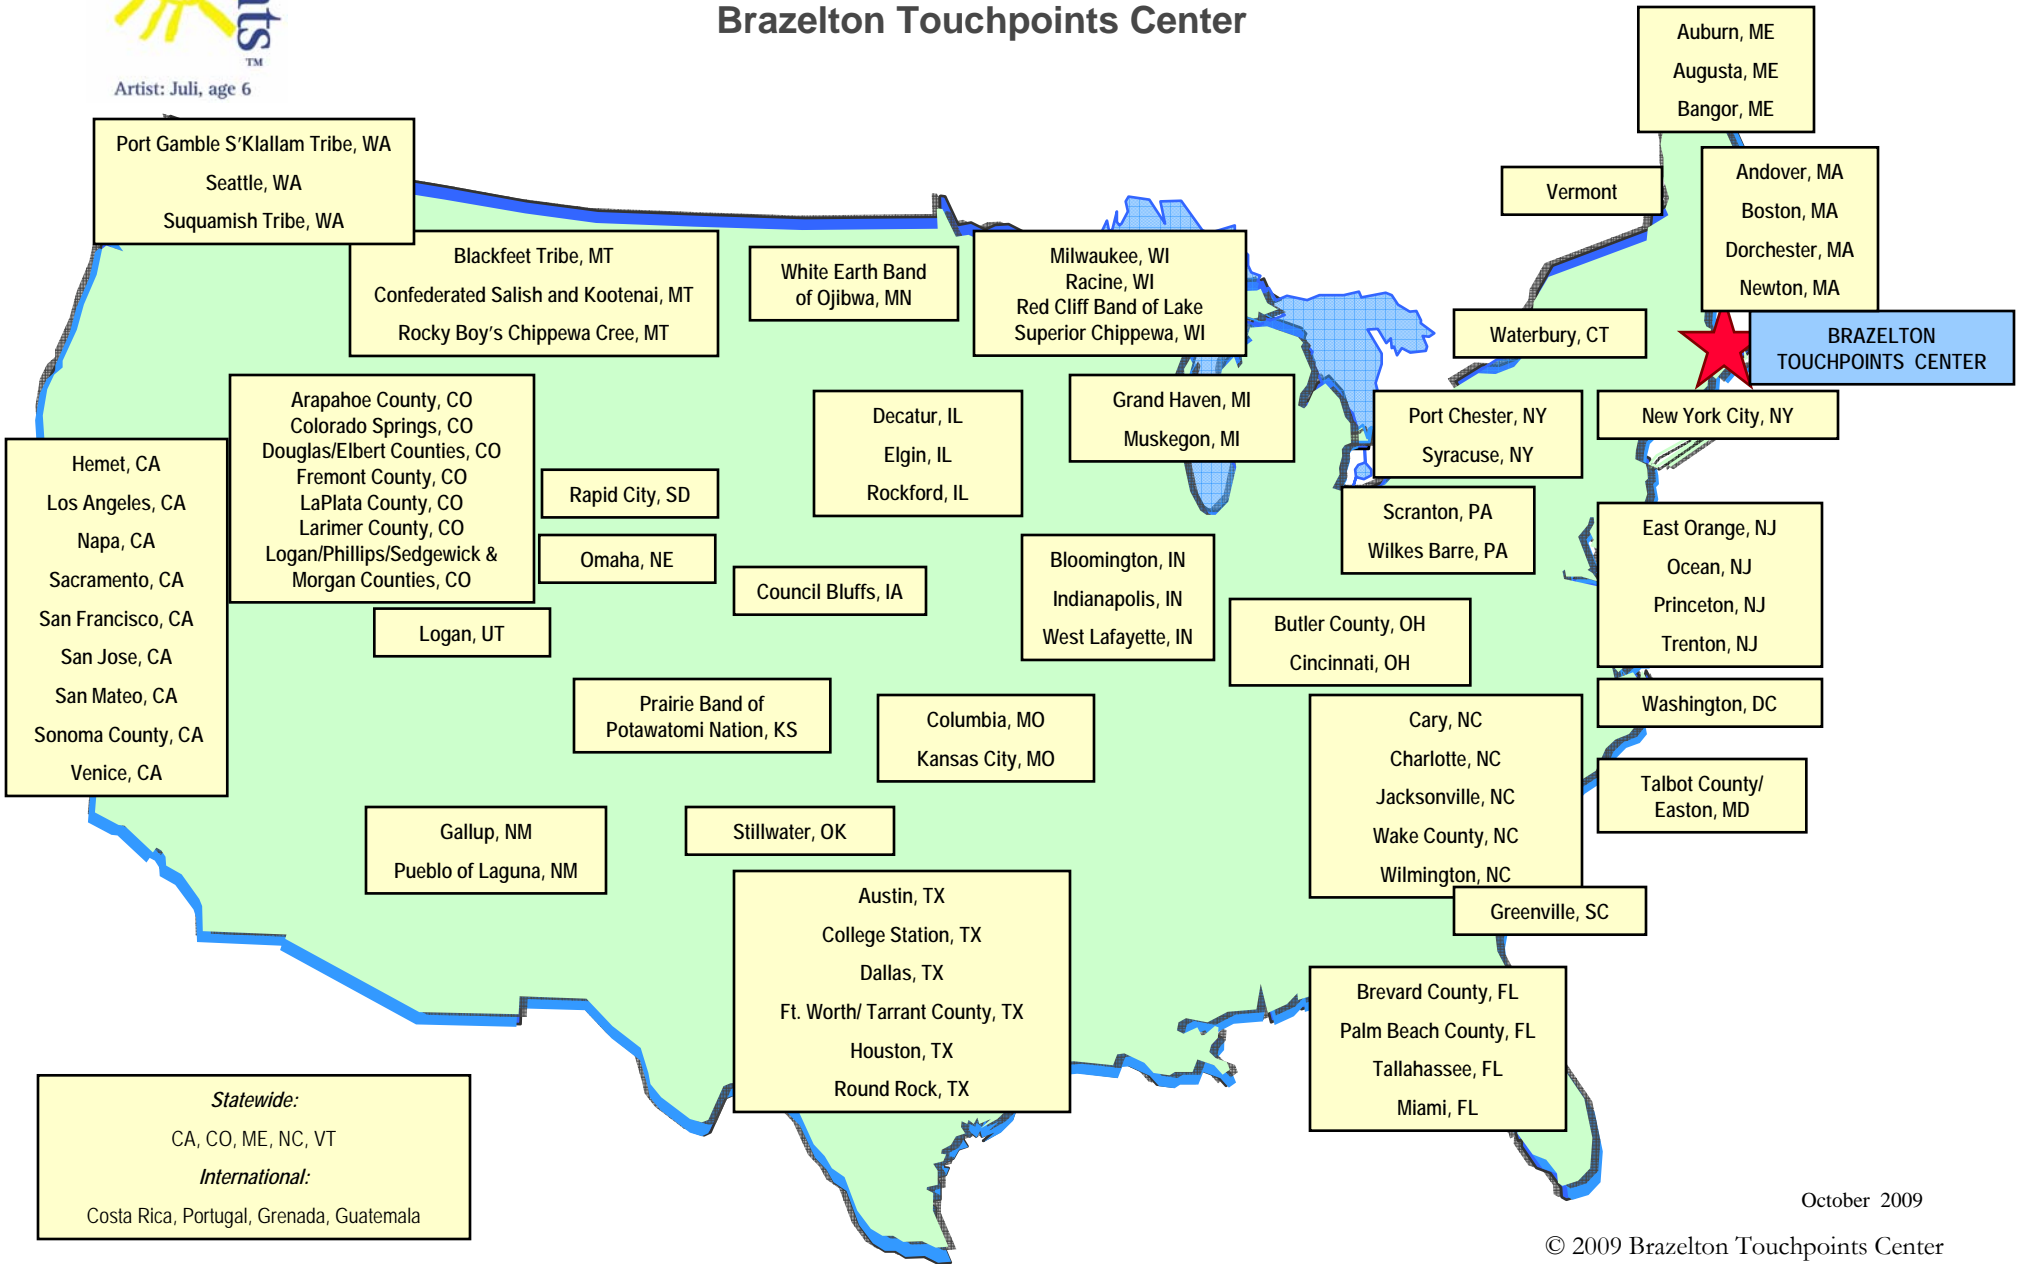 Brazelton Touchpoints Center
nts
TM
Artist: Juli, age 6
Auburn, ME
Augusta, ME
Bangor, ME
Port Gamble S’Klallam Tribe, WA
Seattle, WA
Suquamish Tribe, WA
Vermont
Andover, MA
Boston, MA
Dorchester, MA
Newton, MA
Blackfeet Tribe, MT
Confederated Salish and Kootenai, MT
Rocky Boy’s Chippewa Cree, MT
White Earth Band
of Ojibwa, MN
Milwaukee, WI
Racine, WI
Red Cliff Band of Lake
Superior Chippewa, WI
Waterbury, CT
BRAZELTON
TOUCHPOINTS CENTER
Arapahoe County, CO
Colorado Springs, CO
Douglas/Elbert Counties, CO
Fremont County, CO
LaPlata County, CO
Larimer County, CO
Logan/Phillips/Sedgewick &
Morgan Counties, CO
Decatur, IL
Elgin, IL
Rockford, IL
Grand Haven, MI
Muskegon, MI
Port Chester, NY
Syracuse, NY
New York City, NY
Hemet, CA
Los Angeles, CA
Napa, CA
Sacramento, CA
San Francisco, CA
San Jose, CA
San Mateo, CA
Sonoma County, CA
Venice, CA
Rapid City, SD
Omaha, NE
Council Bluffs, IA
Logan, UT
Scranton, PA
Wilkes Barre, PA
East Orange, NJ
Ocean, NJ
Princeton, NJ
Trenton, NJ
Bloomington, IN
Indianapolis, IN
West Lafayette, IN
Butler County, OH
Cincinnati, OH
Prairie Band of
Potawatomi Nation, KS
Columbia, MO
Kansas City, MO
Washington, DC
Cary, NC
Charlotte, NC
Jacksonville, NC
Wake County, NC
Wilmington, NC
Talbot County/
Easton, MD
Gallup, NM
Pueblo of Laguna, NM
Stillwater, OK
Greenville, SC
Austin, TX
College Station, TX
Dallas, TX
Ft. Worth/ Tarrant County, TX
Houston, TX
Round Rock, TX
Brevard County, FL
Palm Beach County, FL
Tallahassee, FL
Miami, FL
Statewide:
CA, CO, ME, NC, VT
International:
Costa Rica, Portugal, Grenada, Guatemala
October 2009
© 2009 Brazelton Touchpoints Center